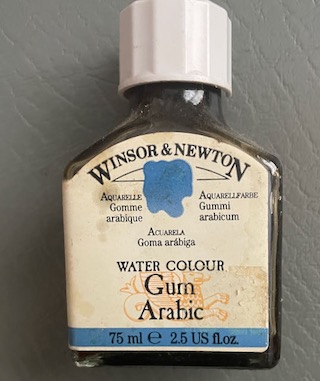 WINSOR & NEWTON
AQUARELLE
Gomme
arabique
AQUARELLFARBE
Gummi
arabicum
ACUARELA
Goma arábiga
WATER COLOUR
Gum
Arabic
75 ml ℮ 2.5 US fl.oz.